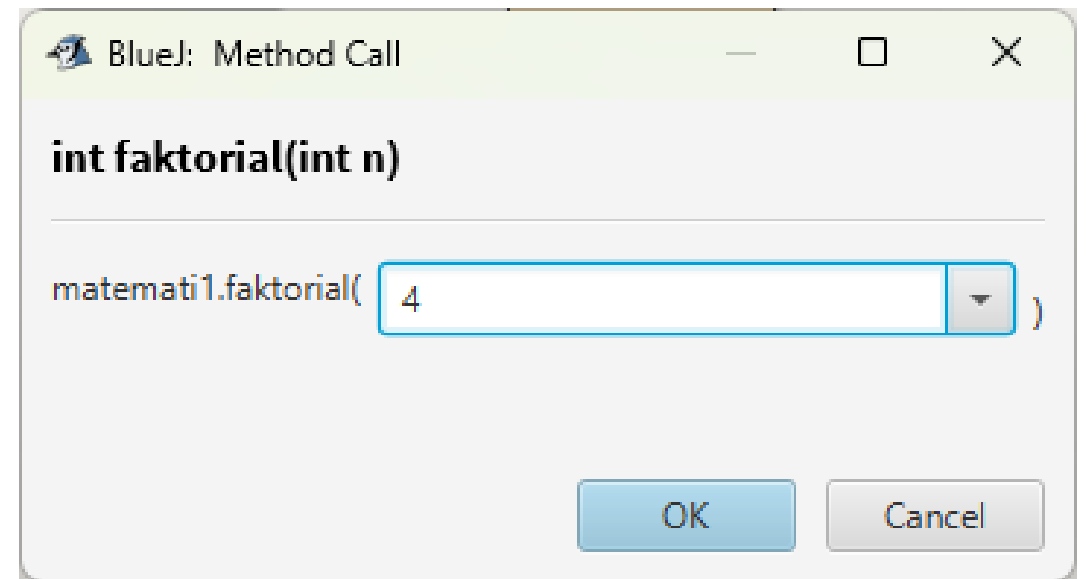 BlueJ: Method Call
int faktorial(int n)
matemati1.faktorial( 4 )
OK Cancel